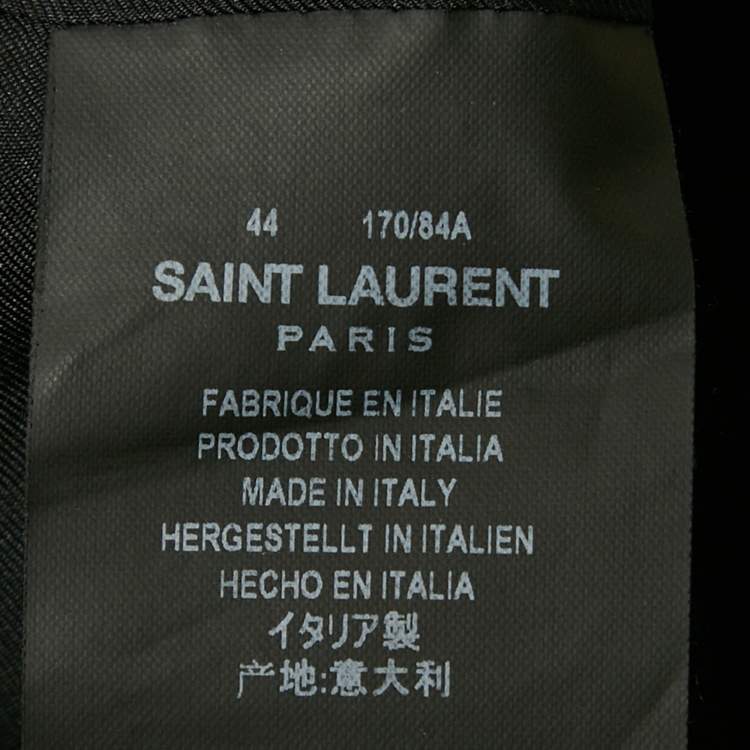 44 170/84A
SAINT LAURENT
PARIS
FABRIQUE EN ITALIE
PRODOTTO IN ITALIA
MADE IN ITALY
HERGESTELLT IN ITALIEN
HECHO EN ITALIA
イタリア製
产地:意大利